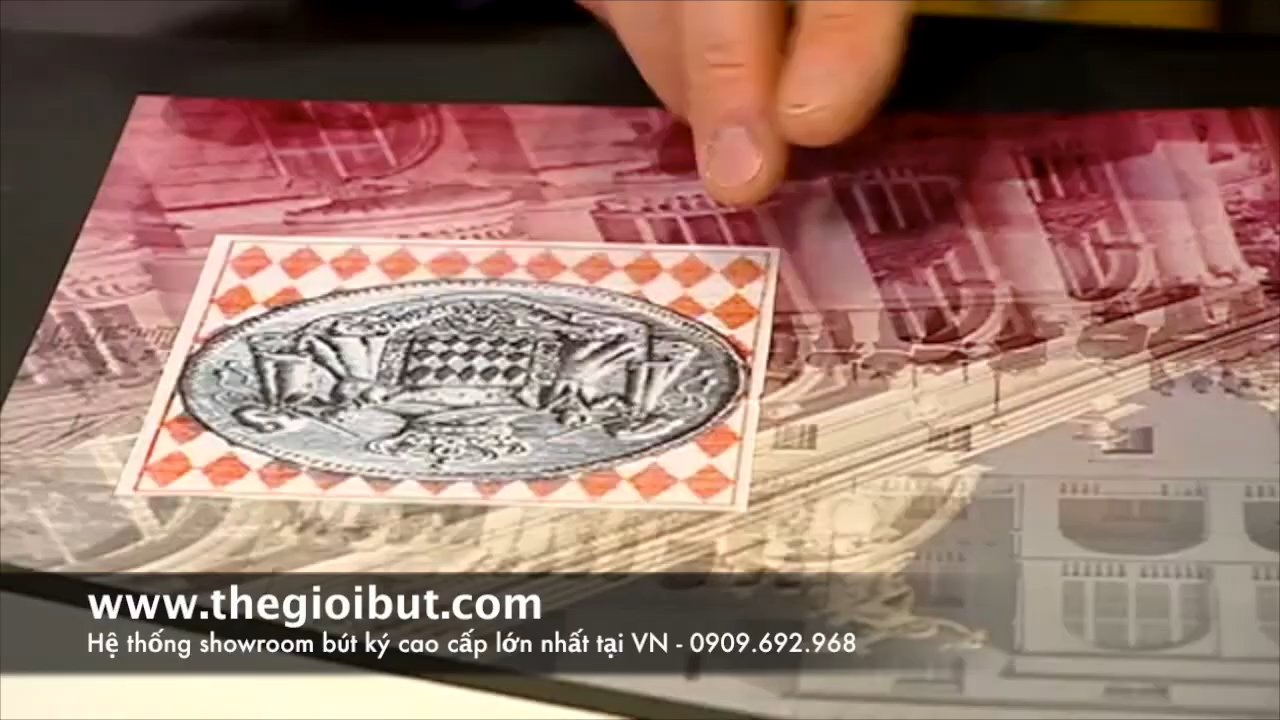 www.thegioibut.com
Hệ thống showroom bút ký cao cấp lớn nhất tại VN - 0909.692.968